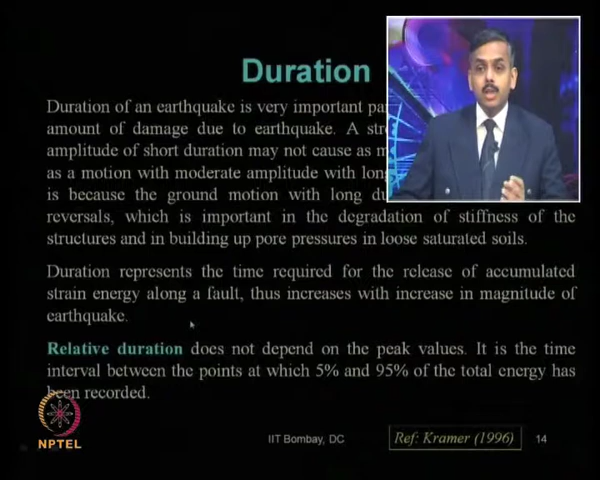 Duration
Duration of an earthquake is very important
amount of damage due to earthquake. A
amplitude of short duration may not cause as
as a motion with moderate amplitude with
is because the ground motion with long
reversals, which is important in the degradation of stiffness of the
structures and in building up pore pressures in loose saturated soils.
Duration represents the time required for the release of accumulated
strain energy along a fault, thus increases with increase in magnitude of
earthquake.
Relative duration does not depend on the peak values. It is the time
interval between the points at which 5% and 95% of the total energy has
been recorded.
NPTEL
IIT Bombay, DC
Ref: Kramer (1996)
14